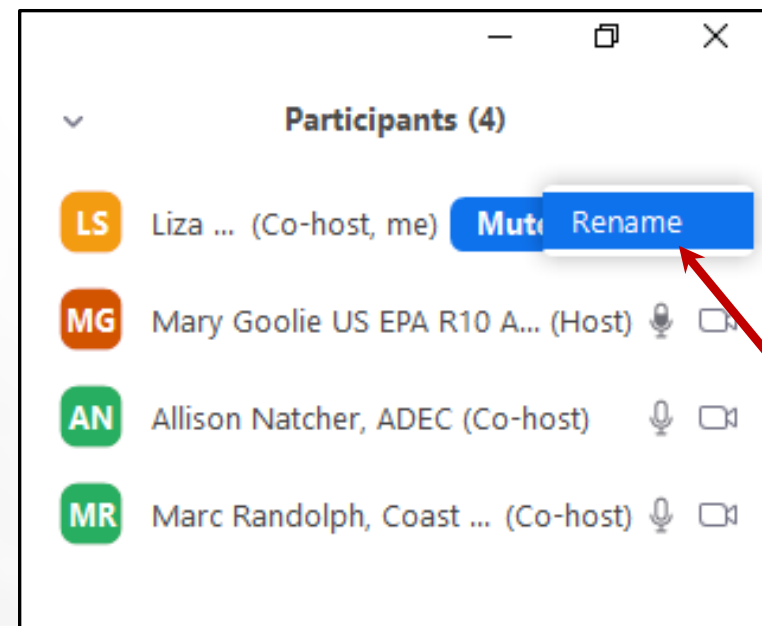 Participants (4)
LS Liza ... (Co-host, me) Mute Rename
MG Mary Goolie US EPA R10 A... (Host)
AN Allison Natcher, ADEC (Co-host)
MR Marc Randolph, Coast ... (Co-host)